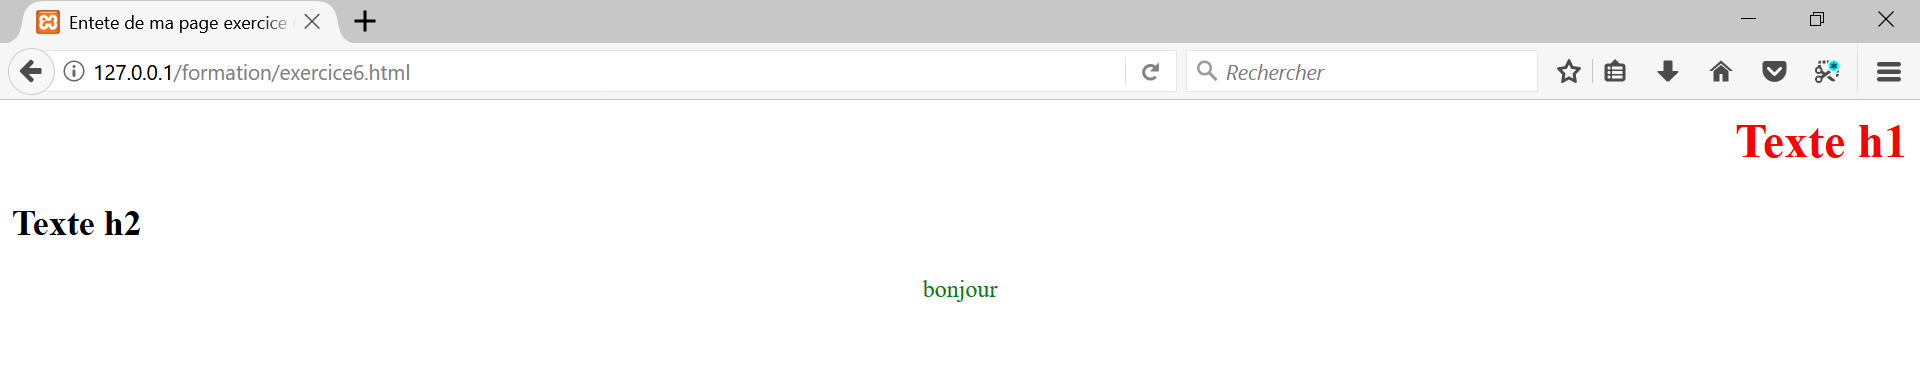 Entete de ma page exercice
127.0.0.1/formation/exercice6.html
Rechercher
Texte h1
Texte h2
bonjour